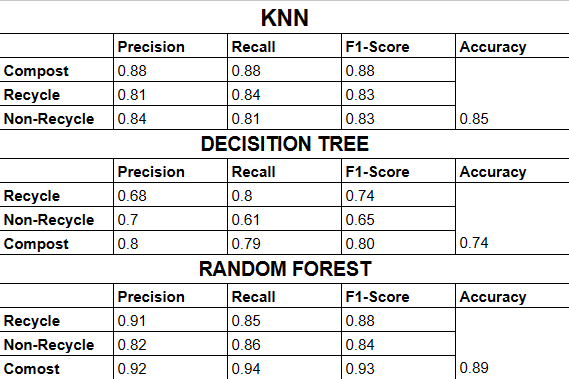 KNN
Precision Recall F1-Score Accuracy
Compost 0.88 0.88 0.88
Recycle 0.81 0.84 0.83
Non-Recycle 0.84 0.81 0.83 0.85
DECISITION TREE
Precision Recall F1-Score Accuracy
Recycle 0.68 0.8 0.74
Non-Recycle 0.7 0.61 0.65
Compost 0.8 0.79 0.80 0.74
RANDOM FOREST
Precision Recall F1-Score Accuracy
Recycle 0.91 0.85 0.88
Non-Recycle 0.82 0.86 0.84
Comost 0.92 0.94 0.93 0.89